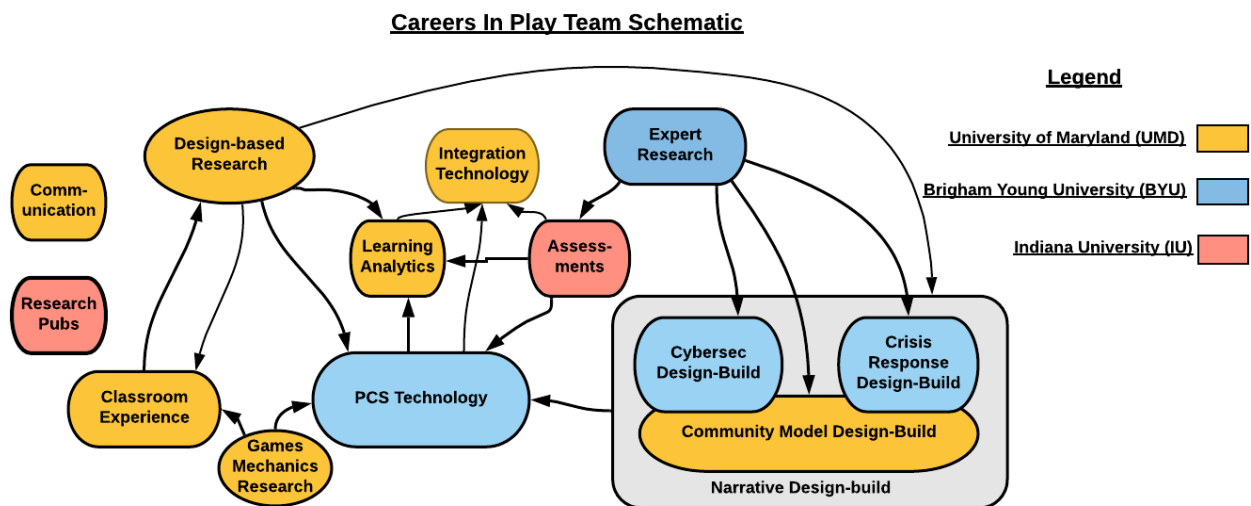 Careers In Play Team Schematic
Legend
University of Maryland (UMD)
Brigham Young University (BYU)
Indiana University (IU)
Design-based
Research
Integration
Technology
Expert
Research
Comm-
unication
Learning
Analytics
Assess-
ments
Research
Pubs
Classroom
Experience
PCS Technology
Games
Mechanics
Research
Cybersec
Design-Build
Crisis
Response
Design-Build
Community Model Design-Build
Narrative Design-build